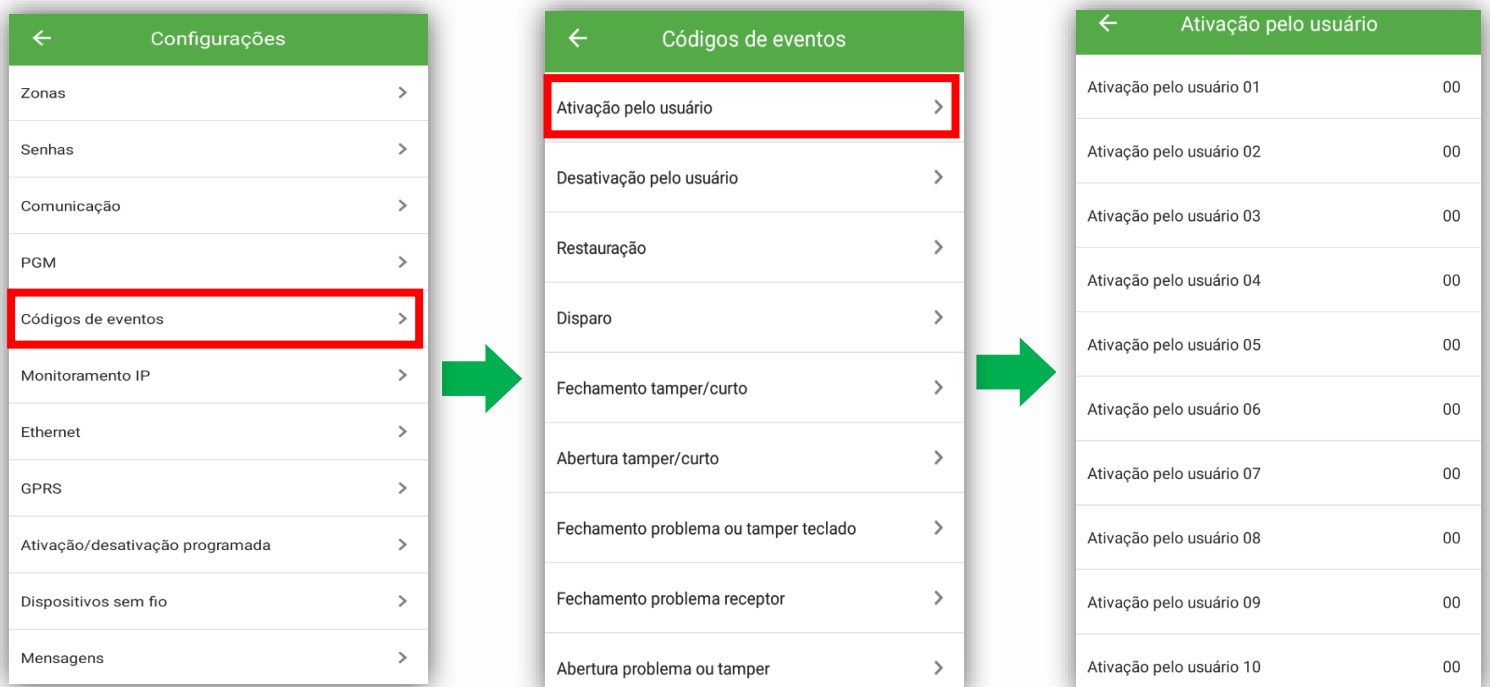 Configurações
Zonas
Senhas
Comunicação
PGM
Códigos de eventos
Monitoramento IP
Ethernet
GPRS
Ativação/desativação programada
Dispositivos sem fio
Mensagens
Códigos de eventos
Ativação pelo usuário
Desativação pelo usuário
Restauração
Disparo
Fechamento tamper/curto
Abertura tamper/curto
Fechamento problema ou tamper teclado
Fechamento problema receptor
Abertura problema ou tamper
Ativação pelo usuário
Ativação pelo usuário 01 00
Ativação pelo usuário 02 00
Ativação pelo usuário 03 00
Ativação pelo usuário 04 00
Ativação pelo usuário 05 00
Ativação pelo usuário 06 00
Ativação pelo usuário 07 00
Ativação pelo usuário 08 00
Ativação pelo usuário 09 00
Ativação pelo usuário 10 00